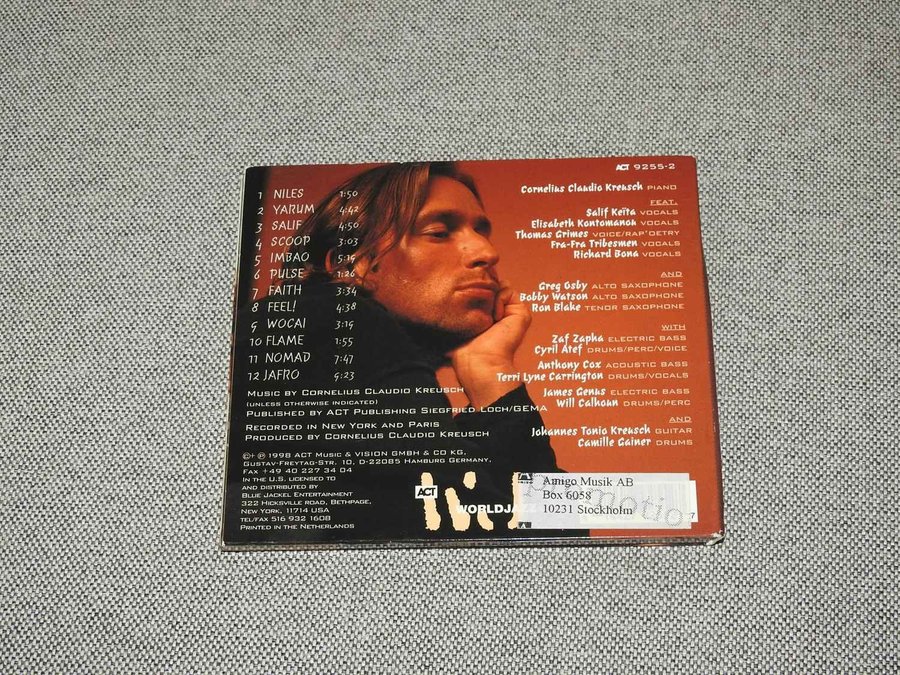 1 NILES 1:50
2 YARUM 4:42
3 SALIF 4:50
4 SCOOP 3:03
5 IMBAO 5:19
6 PULSE 1:26
7 FAITH 3:34
8 FEEL! 4:38
9 WOCAI 3:19
10 FLAME 1:55
11 NOMAD 7:47
12 JAFRO 9:23
MUSIC BY CORNELIUS CLAUDIO KREUSCH
(UNLESS OTHERWISE INDICATED)
PUBLISHED BY ACT PUBLISHING SIEGFRIED LOCH/GEMA
RECORDED IN NEW YORK AND PARIS
PRODUCED BY CORNELIUS CLAUDIO KREUSCH
©+℗ 1998 ACT MUSIC & VISION GMBH & CO KG,
GUSTAV-FREYTAG-STR. 10, D-22085 HAMBURG GERMANY,
FAX +49 40 227 34 04
IN THE U.S. LICENSED TO
AND DISTRIBUTED BY
BLUE JACKEL ENTERTAINMENT
322 HICKSVILLE ROAD, BETHPAGE,
NEW YORK, 11714 USA
TEL/FAX 516 932 1608
PRINTED IN THE NETHERLANDS
ACT 9255-2
Cornelius Claudio Kreusch PIANO
FEAT.
Salif Keïta VOCALS
Elisabeth Kontomanou VOCALS
Thomas Grimes VOICE/RAP'OETRY
Fra-Fra Tribesmen VOCALS
Richard Bona VOCALS
AND
Greg Osby ALTO SAXOPHONE
Bobby Watson ALTO SAXOPHONE
Ron Blake TENOR SAXOPHONE
WITH
Zaf Zapha ELECTRIC BASS
Cyril Atef DRUMS/PERC/VOICE
Anthony Cox ACOUSTIC BASS
Terri Lyne Carrington DRUMS/VOCALS
James Genus ELECTRIC BASS
Will Calhoun DRUMS/PERC
AND
Johannes Tonio Kreusch GUITAR
Camille Gainer DRUMS
ACT
WORLDJAZZ
Amigo Musik AB
Box 6058
10231 Stockholm